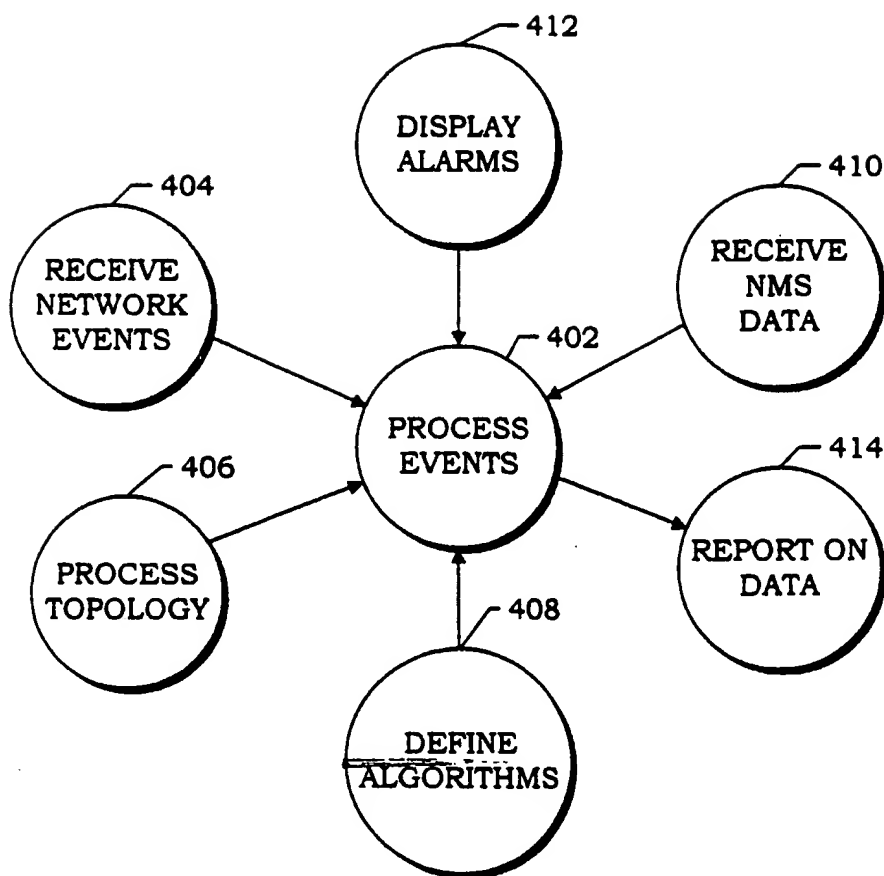 412
DISPLAY
ALARMS
404
RECEIVE
NETWORK
EVENTS
410
RECEIVE
NMS
DATA
402
PROCESS
EVENTS
406
PROCESS
TOPOLOGY
414
REPORT ON
DATA
408
DEFINE
ALGORITHMS